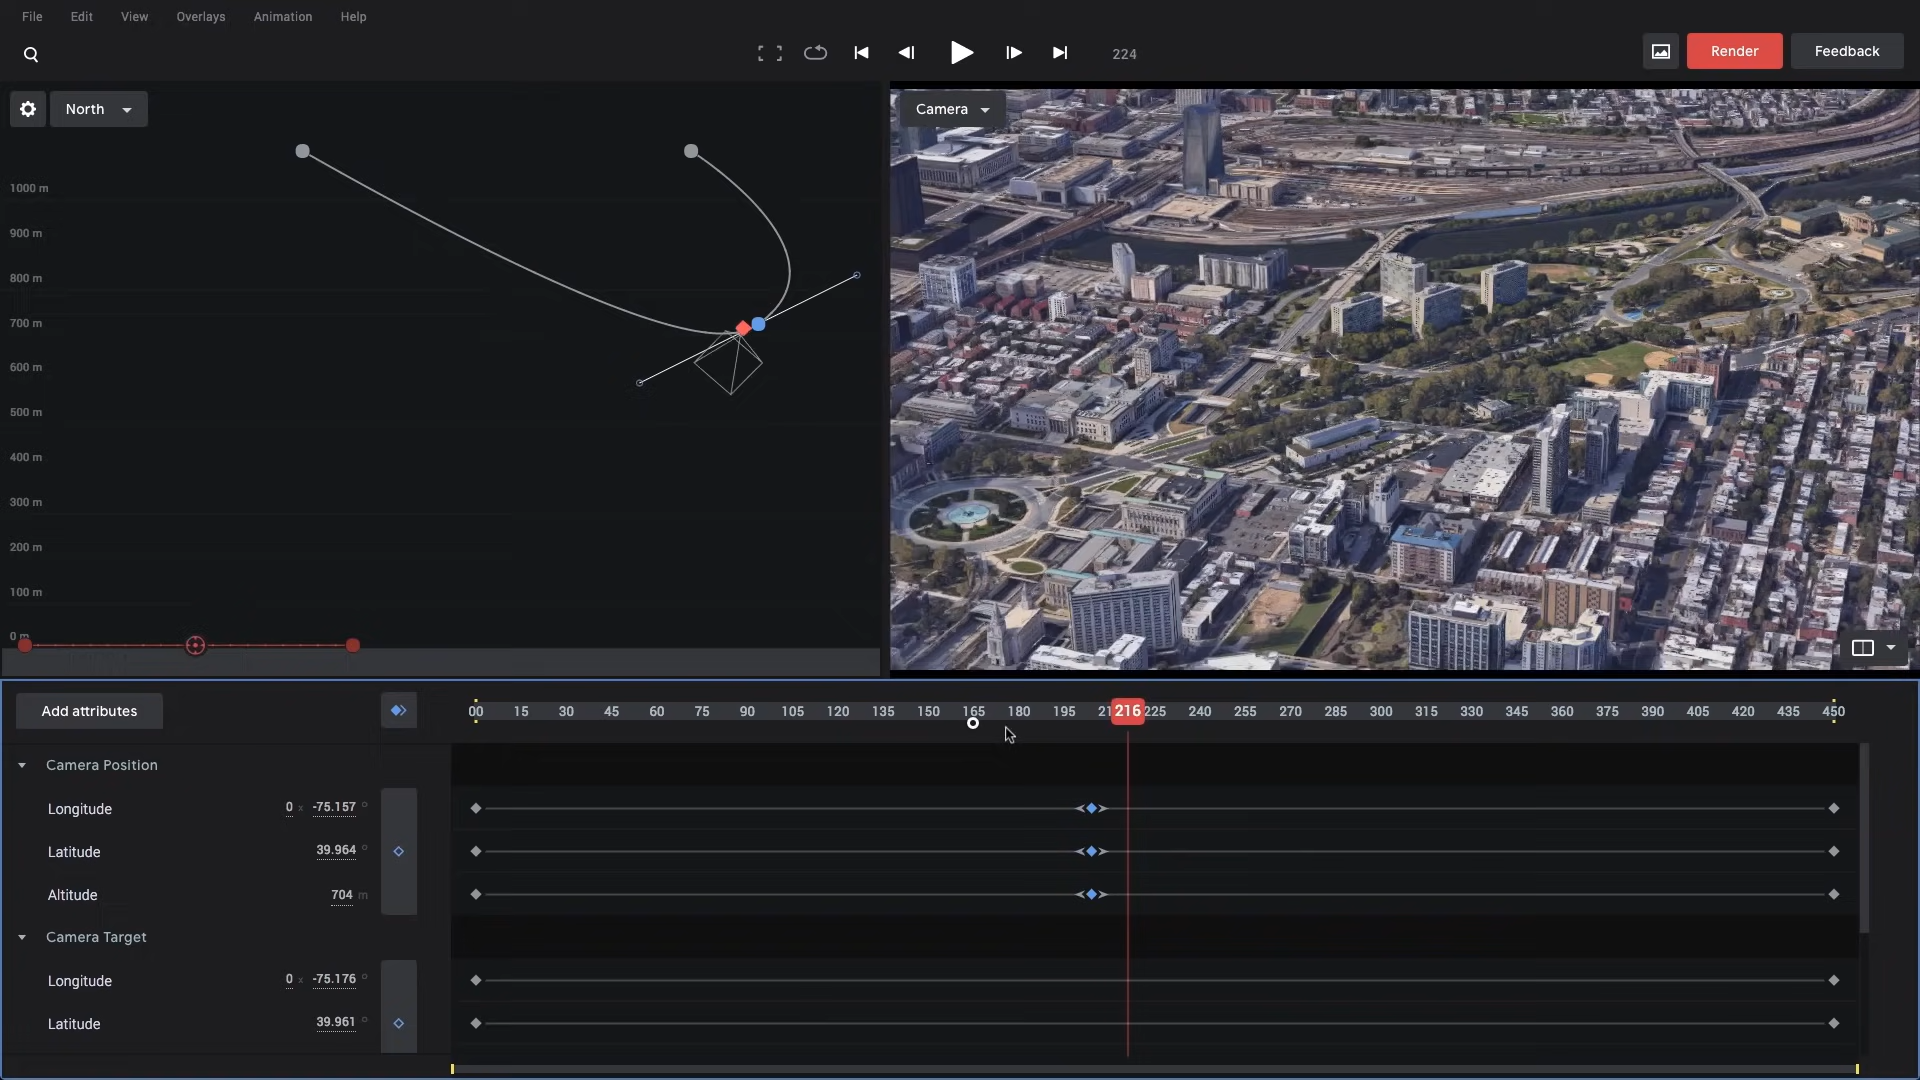 File Edit View Overlays Animation Help
224
Render Feedback
North
Camera
1000 m
900 m
800 m
700 m
600 m
500 m
400 m
300 m
200 m
100 m
0 m
Add attributes
00 15 30 45 60 75 90 105 120 135 150 165 180 195 21 216 225 240 255 270 285 300 315 330 345 360 375 390 405 420 435 450
Camera Position
Longitude 0 x -75.157 °
Latitude 39.964 °
Altitude 704 m
Camera Target
Longitude 0 x -75.176 °
Latitude 39.961 °